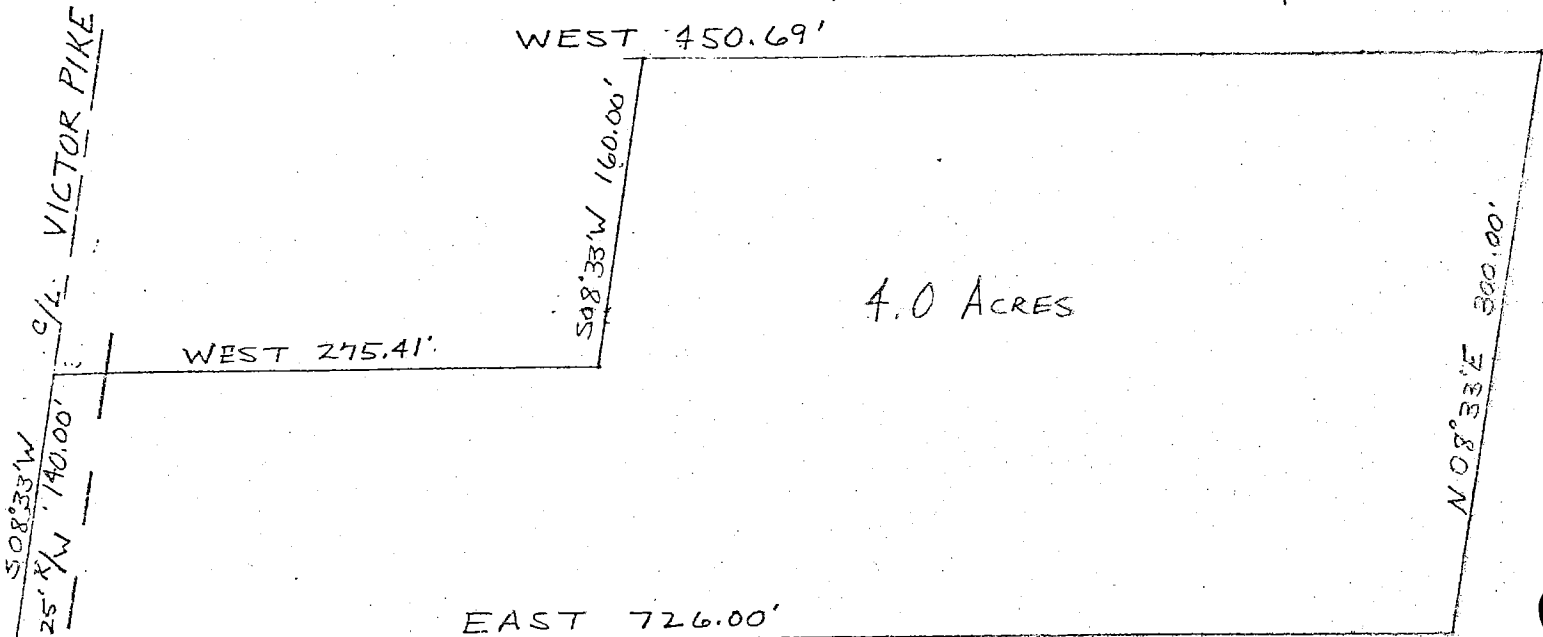 WEST 450.69'
C/L VICTOR PIKE
S08°33'W 160.00'
4.0 ACRES
N 08°33'E 300.00'
WEST 275.41'
S08°33'W
140.00'
25' R/W
EAST 726.00'